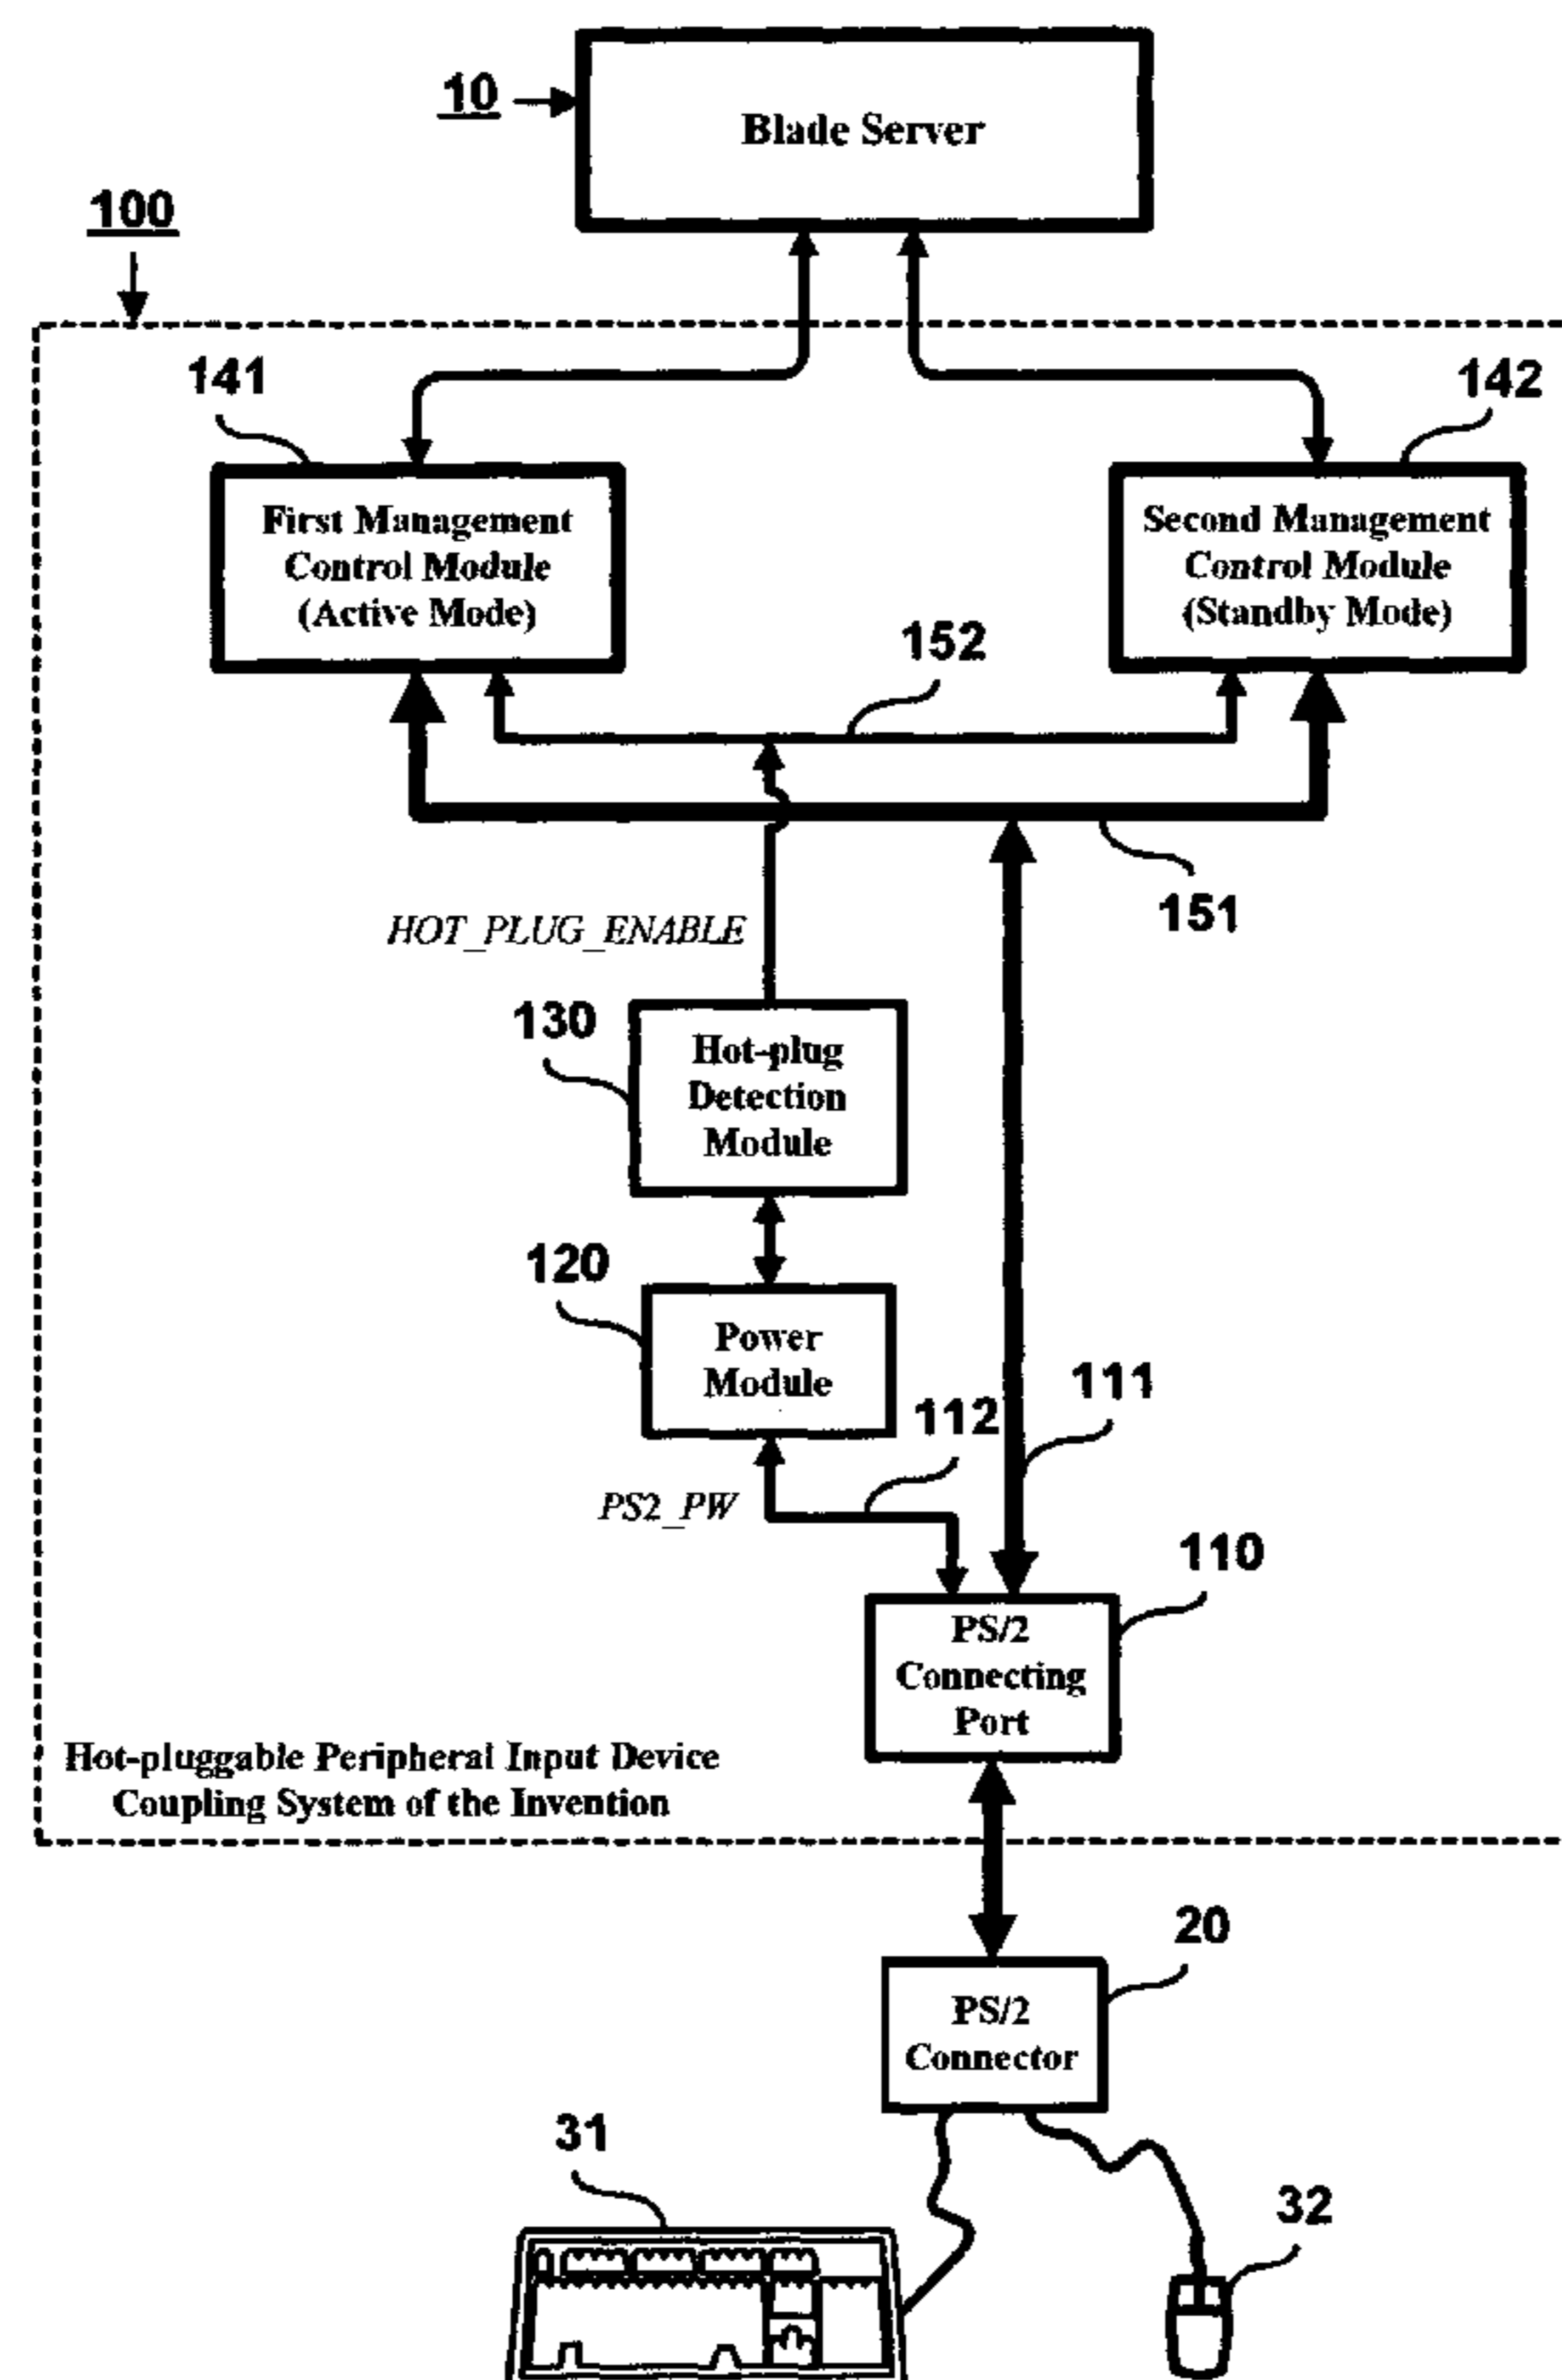 10
Blade Server
100
141
142
First Management
Control Module
(Active Mode)
Second Management
Control Module
(Standby Mode)
152
151
HOT_PLUG_ENABLE
130
Hot-plug
Detection
Module
120
Power
Module
112
111
PS2_PW
110
PS/2
Connecting
Port
Hot-pluggable Peripheral Input Device
Coupling System of the Invention
20
PS/2
Connector
31
32